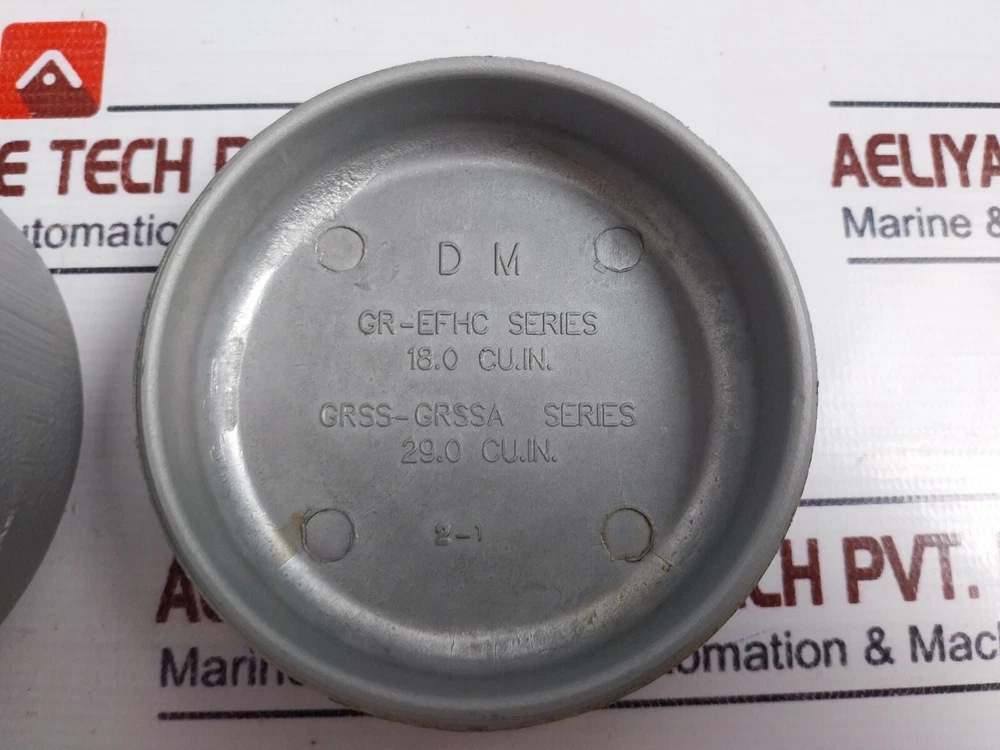 E TECH
AELIYA
utomatic
Marine &
D M
GR-EFHC SERIES
18.0 CU.IN.
GRSS-GRSSA SERIES
29.0 CU.IN.
2-1
CH PVT.
Marin
omation & Mac